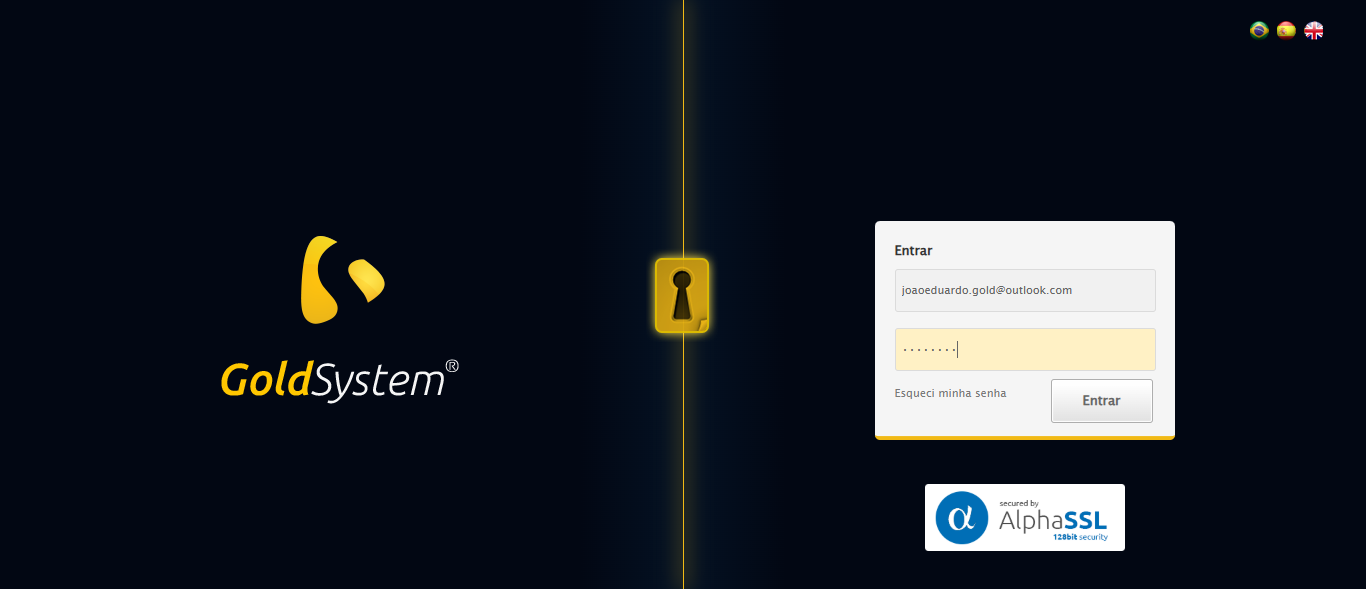 GoldSystem®
Entrar
joaoeduardo.gold@outlook.com
········
Esqueci minha senha
Entrar
α
secured by
AlphaSSL
128bit security